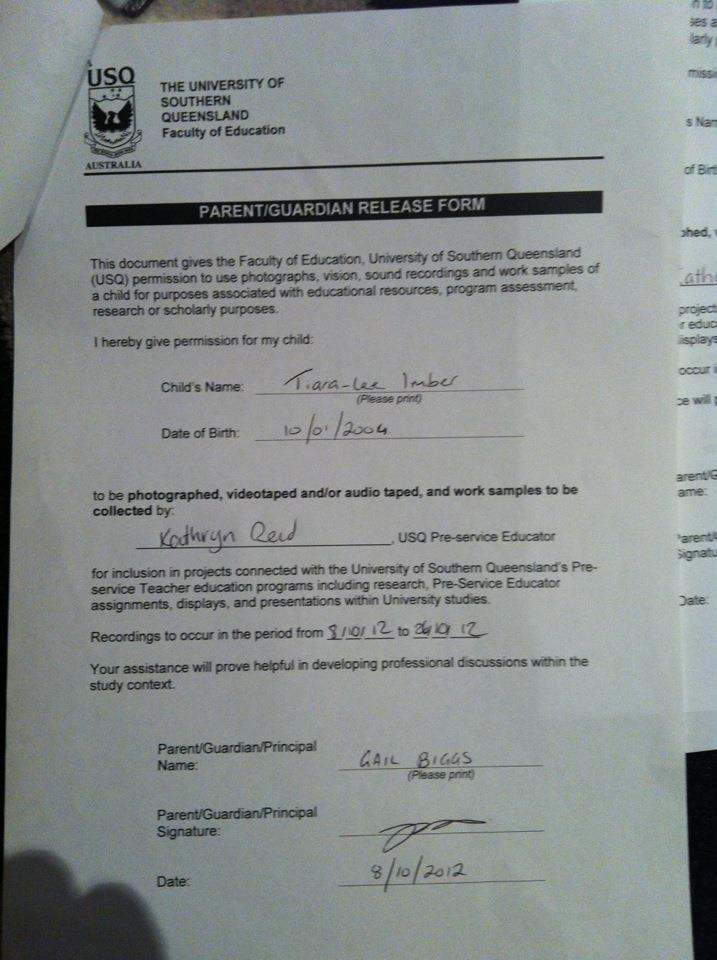 USQ
AUSTRALIA
THE UNIVERSITY OF
SOUTHERN
QUEENSLAND
Faculty of Education
PARENT/GUARDIAN RELEASE FORM
This document gives the Faculty of Education, University of Southern Queensland
(USQ) permission to use photographs, vision, sound recordings and work samples of
a child for purposes associated with educational resources, program assessment,
research or scholarly purposes.
I hereby give permission for my child:
Child's Name: Tiara-Lee Imber
(Please print)
Date of Birth: 10/01/2004
to be photographed, videotaped and/or audio taped, and work samples to be
collected by:
Kathryn Reid, USQ Pre-service Educator
for inclusion in projects connected with the University of Southern Queensland's Pre-
service Teacher education programs including research, Pre-Service Educator
assignments, displays, and presentations within University studies.
Recordings to occur in the period from 8/10/12 to 26/10/12
Your assistance will prove helpful in developing professional discussions within the
study context.
Parent/Guardian/Principal
Name: GAIL BIGGS
(Please print)
Parent/Guardian/Principal
Signature:
Date: 8/10/2012